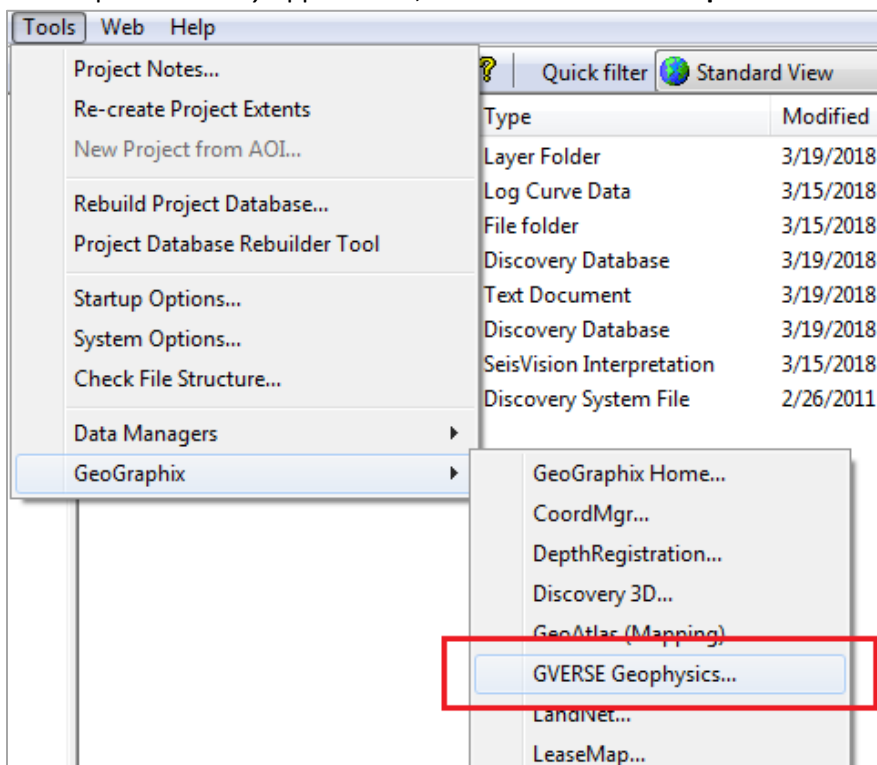 Tools Web Help
Project Notes...
Re-create Project Extents
New Project from AOI...
Rebuild Project Database...
Project Database Rebuilder Tool
Startup Options...
System Options...
Check File Structure...
Data Managers
GeoGraphix
Quick filter Standard View
Type Modified
Layer Folder 3/19/2018
Log Curve Data 3/15/2018
File folder 3/15/2018
Discovery Database 3/19/2018
Text Document 3/19/2018
Discovery Database 3/19/2018
SeisVision Interpretation 3/15/2018
Discovery System File 2/26/2011
GeoGraphix Home...
CoordMgr...
DepthRegistration...
Discovery 3D...
GeoAtlas (Mapping)
GVERSE Geophysics...
LandNet...
LeaseMap...